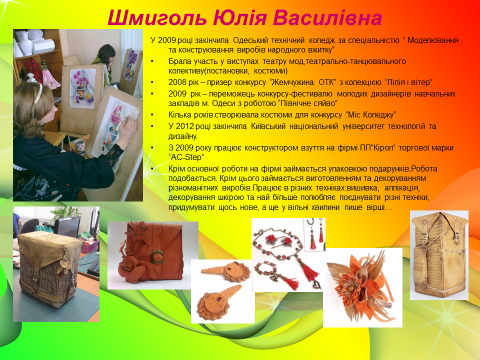 Шмиголь Юлія Василівна
У 2009 році закінчила Одеський технічний коледж за спеціальністю " Моделювання
та конструювання виробів народного вжитку"
• Брала участь у виступах театру мод,театрально-танцювального
колективу(постановки, костюми)
• 2008 рік – призер конкурсу "Жемчужина ОТК" з колекцією "Лілія і вітер"
• 2009 рік – переможець конкурсу-фестивалю молодих дизайнерів навчальних
закладів м. Одеси з роботою "Північне сяйво"
• Кілька років створювала костюми для конкурсу "Міс Коледжу"
• У 2012 році закінчила Київський національний університет технологій та
дизайну.
• З 2009 року працює конструктором взуття на фірмі ПП"Кіроп" торгової марки
"AC-Step"
• Крім основної роботи на фірмі займається упаковкою подарунків.Робота
подобається. Крім цього займається виготовленням та декоруванням
різноманітних виробів.Працює в різних техніках:вишивка, аплікація,
декорування шкірою та най більше полюбляє поєднувати різні техніки,
придумувати щось нове, а ще у вільні хвилини пише вірші…